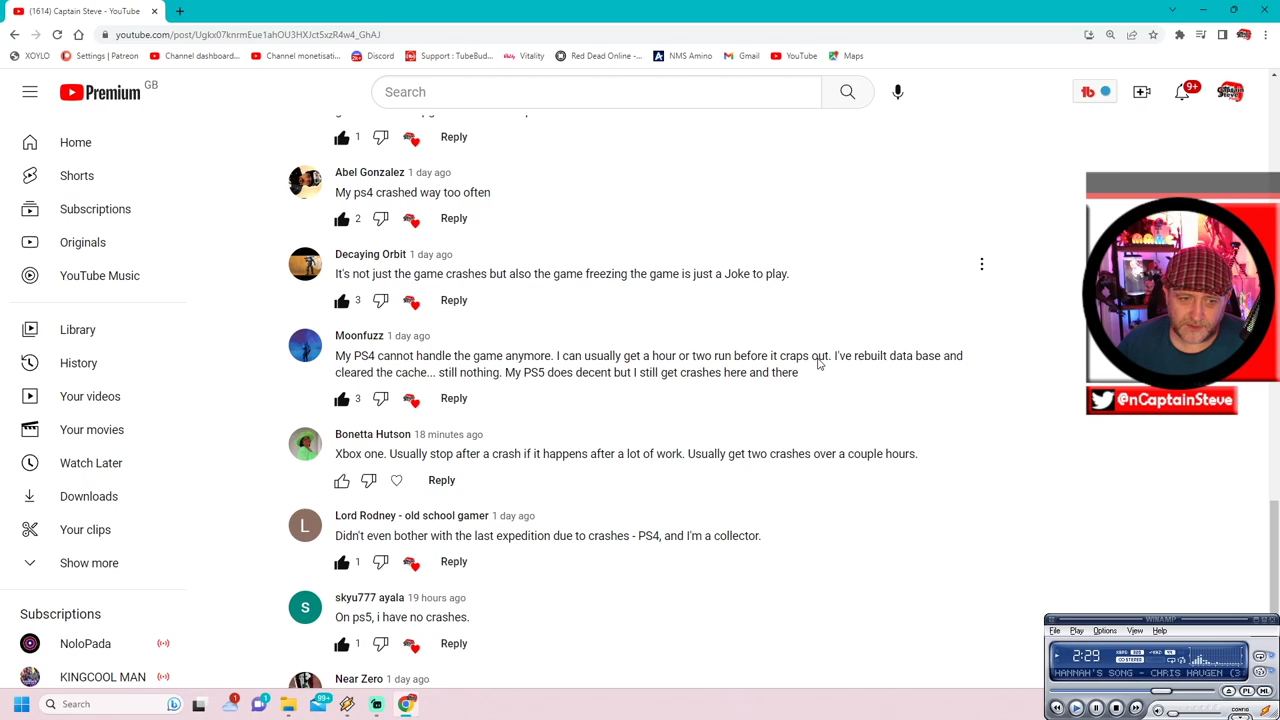 (1614) Captain Steve - YouTube
youtube.com/post/Ugkx07knrmEue1ahOU3HXJctSxzR4w4_GhAJ
XOYLO
Settings | Patreon
Channel dashboard...
Channel monetisati...
Discord
Support : TubeBud...
Vitality
Red Dead Online -...
NMS Amino
Gmail
YouTube
Maps
Premium GB
Search
9+
Home
Shorts
Subscriptions
Originals
YouTube Music
Library
History
Your videos
Your movies
Watch Later
Downloads
Your clips
Show more
Subscriptions
NoloPada
KINGCOOL MAN
1 Reply
Abel Gonzalez 1 day ago
My ps4 crashed way too often
2 Reply
Decaying Orbit 1 day ago
It's not just the game crashes but also the game freezing the game is just a Joke to play.
3 Reply
Moonfuzz 1 day ago
My PS4 cannot handle the game anymore. I can usually get a hour or two run before it craps out. I've rebuilt data base and
cleared the cache... still nothing. My PS5 does decent but I still get crashes here and there
3 Reply
Bonetta Hutson 18 minutes ago
Xbox one. Usually stop after a crash if it happens after a lot of work. Usually get two crashes over a couple hours.
Reply
Lord Rodney - old school gamer 1 day ago
Didn't even bother with the last expedition due to crashes - PS4, and I'm a collector.
1 Reply
skyu777 ayala 19 hours ago
On ps5, i have no crashes.
1 Reply
Near Zero 1 day ago
@nCaptainSteve
WINAMP
File Play Options View Help
2:29
HANNAH'S SONG - CHRIS HAUGEN (3
PL ML
CONFIG
Search
1
1
99+